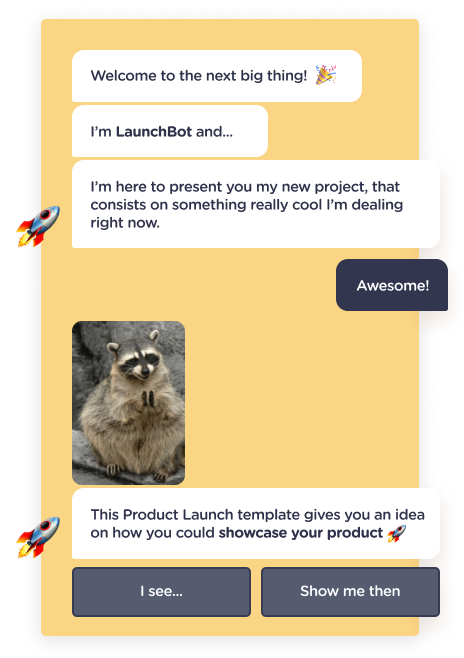 Welcome to the next big thing! 🎉
I’m LaunchBot and...
I’m here to present you my new project, that
consists on something really cool I’m dealing
right now.
Awesome!
This Product Launch template gives you an idea
on how you could showcase your product 🚀
I see...
Show me then